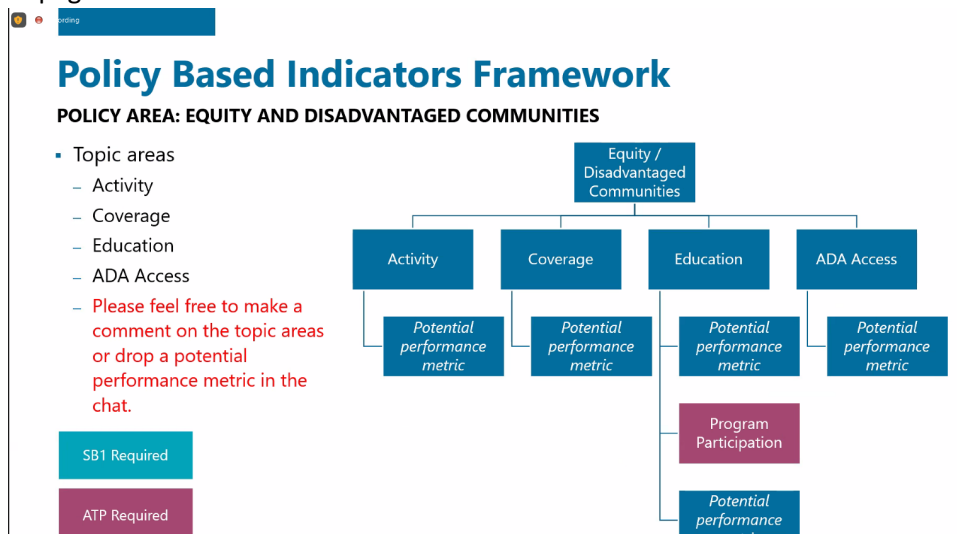 ording
Policy Based Indicators Framework
POLICY AREA: EQUITY AND DISADVANTAGED COMMUNITIES
▪ Topic areas
– Activity
– Coverage
– Education
– ADA Access
– Please feel free to make a
comment on the topic areas
or drop a potential
performance metric in the
chat.
SB1 Required
ATP Required
Equity /
Disadvantaged
Communities
Activity
Coverage
Education
ADA Access
Potential
performance
metric
Potential
performance
metric
Potential
performance
metric
Potential
performance
metric
Program
Participation
Potential
performance